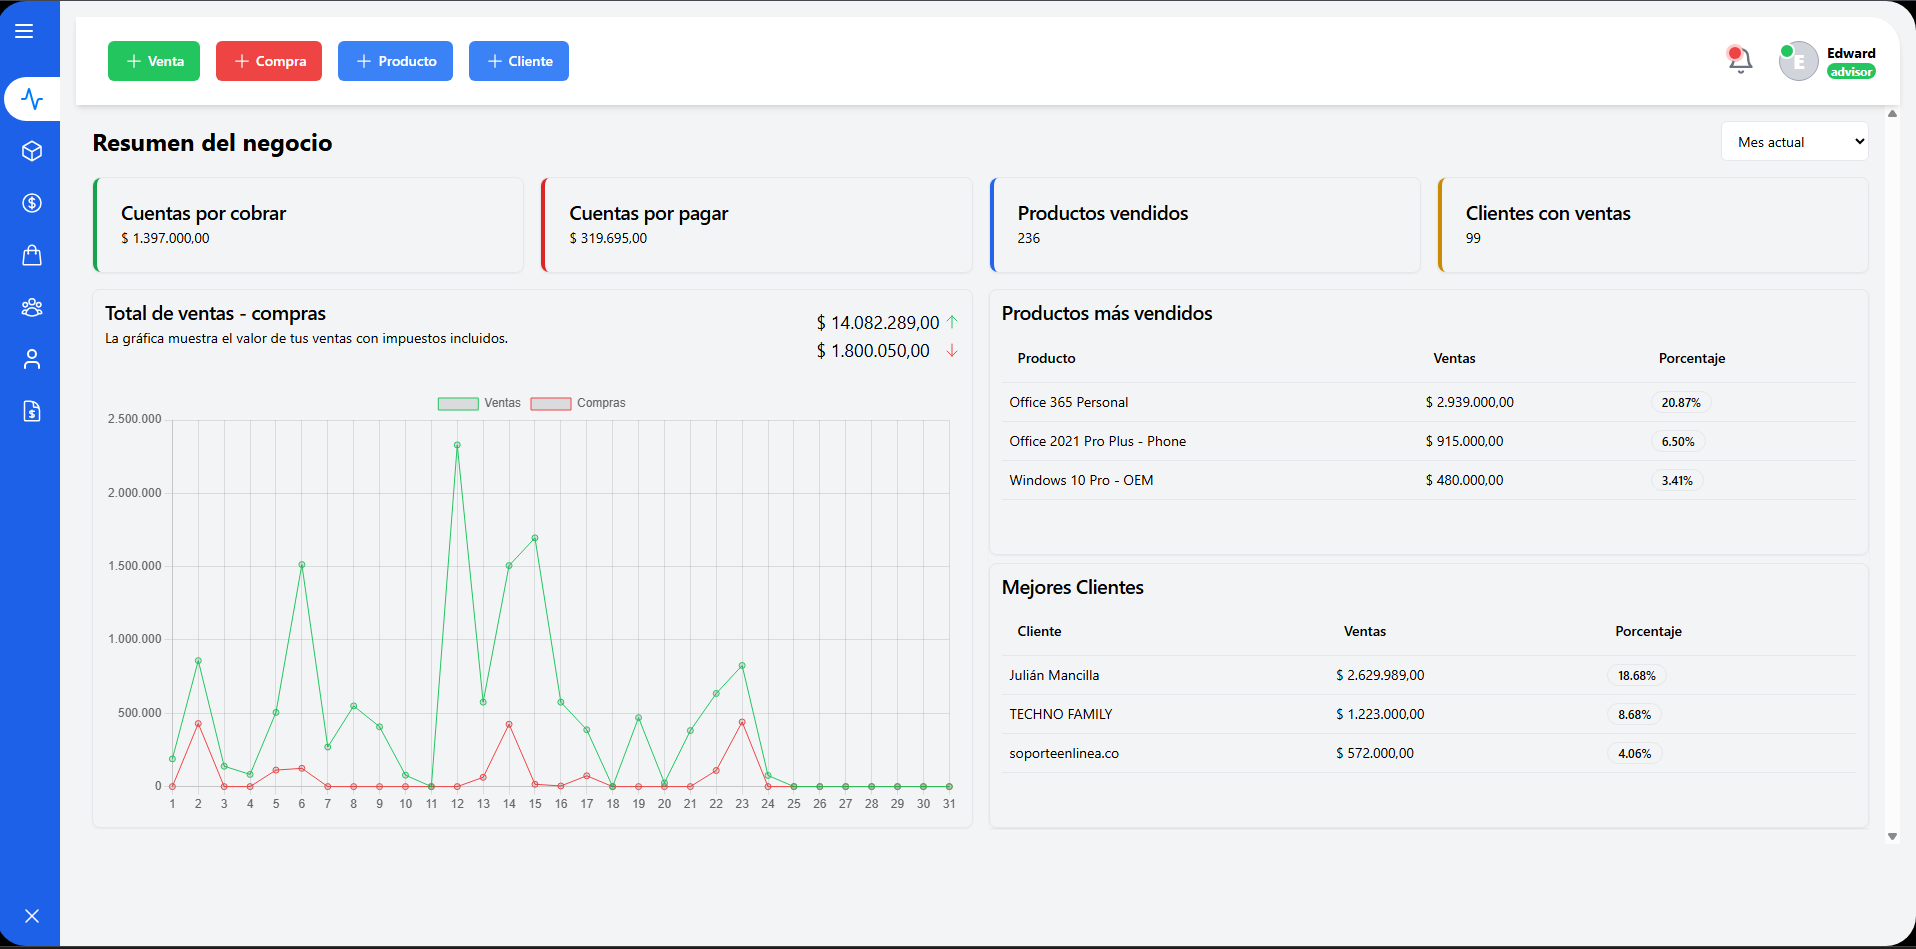 Venta
Compra
Producto
Cliente
E
Edward
advisor
Resumen del negocio
Mes actual
Cuentas por cobrar
$ 1.397.000,00
Cuentas por pagar
$ 319.695,00
Productos vendidos
236
Clientes con ventas
99
Total de ventas - compras
La gráfica muestra el valor de tus ventas con impuestos incluidos.
$ 14.082.289,00
$ 1.800.050,00
Ventas
Compras
2.500.000
2.000.000
1.500.000
1.000.000
500.000
0
1 2 3 4 5 6 7 8 9 10 11 12 13 14 15 16 17 18 19 20 21 22 23 24 25 26 27 28 29 30 31
Productos más vendidos
Producto Ventas Porcentaje
Office 365 Personal $ 2.939.000,00 20.87%
Office 2021 Pro Plus - Phone $ 915.000,00 6.50%
Windows 10 Pro - OEM $ 480.000,00 3.41%
Mejores Clientes
Cliente Ventas Porcentaje
Julián Mancilla $ 2.629.989,00 18.68%
TECHNO FAMILY $ 1.223.000,00 8.68%
soporteenlinea.co $ 572.000,00 4.06%